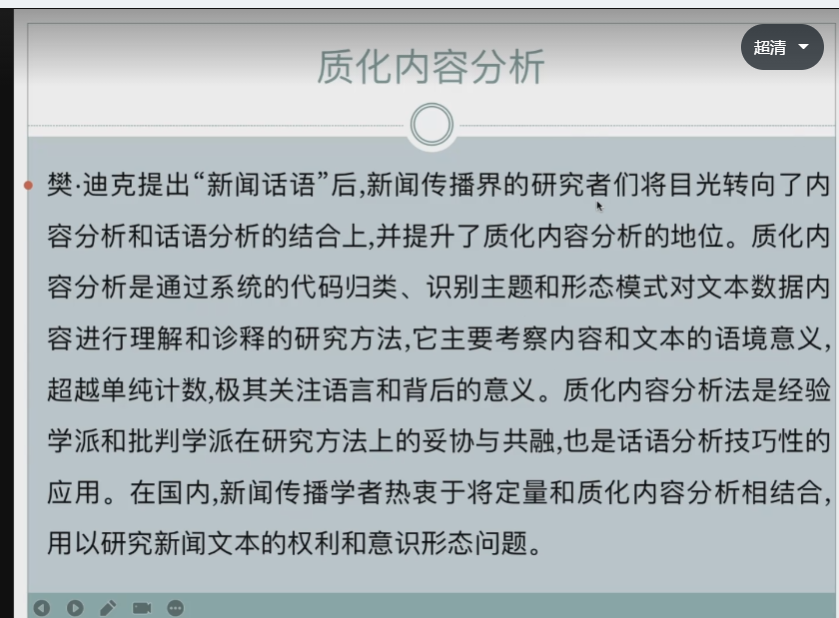 超清
质化内容分析
樊·迪克提出“新闻话语”后,新闻传播界的研究者们将目光转向了内
容分析和话语分析的结合上,并提升了质化内容分析的地位。质化内
容分析是通过系统的代码归类、识别主题和形态模式对文本数据内
容进行理解和诊释的研究方法,它主要考察内容和文本的语境意义,
超越单纯计数,极其关注语言和背后的意义。质化内容分析法是经验
学派和批判学派在研究方法上的妥协与共融,也是话语分析技巧性的
应用。在国内,新闻传播学者热衷于将定量和质化内容分析相结合,
用以研究新闻文本的权利和意识形态问题。